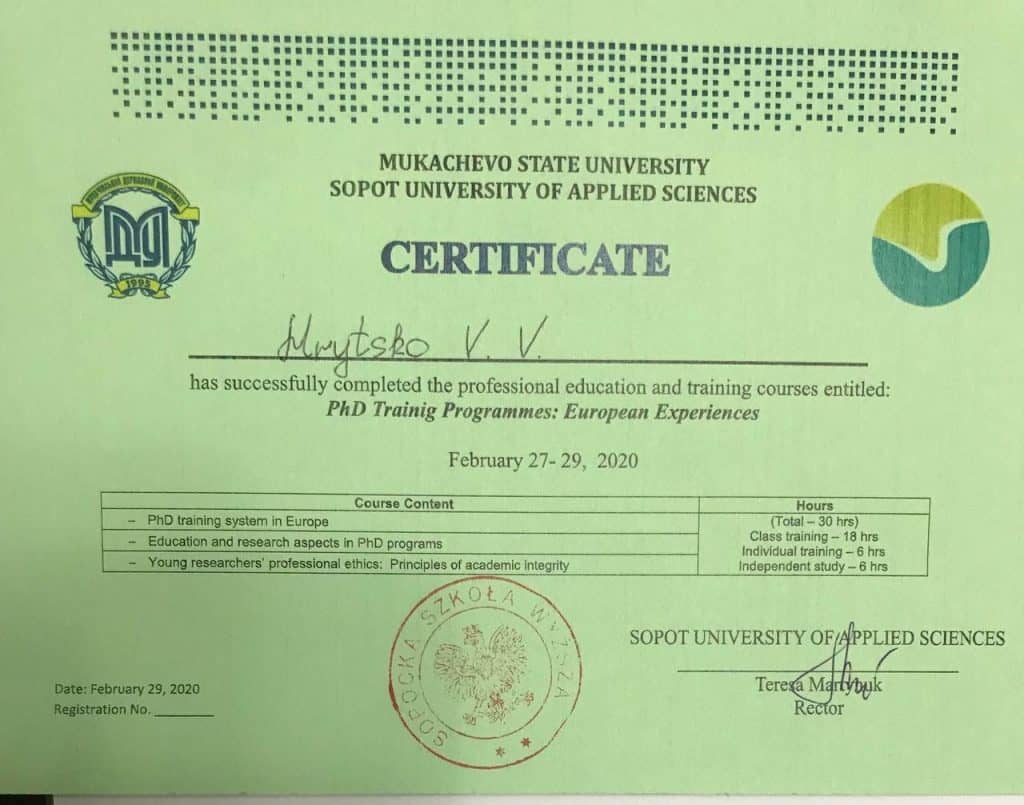 MUKACHEVO STATE UNIVERSITY
SOPOT UNIVERSITY OF APPLIED SCIENCES
ДУ
1995
CERTIFICATE
V. V.
has successfully completed the professional education and training courses entitled:
PhD Trainig Programmes: European Experiences
February 27- 29, 2020
Course Content
Hours
– PhD training system in Europe
– Education and research aspects in PhD programs
– Young researchers' professional ethics: Principles of academic integrity
(Total – 30 hrs)
Class training – 18 hrs
Individual training – 6 hrs
Independent study – 6 hrs
SOPOCKA SZKOŁA WYŻSZA
SOPOT UNIVERSITY OF APPLIED SCIENCES
Teresa
Rector
Date: February 29, 2020
Registration No.